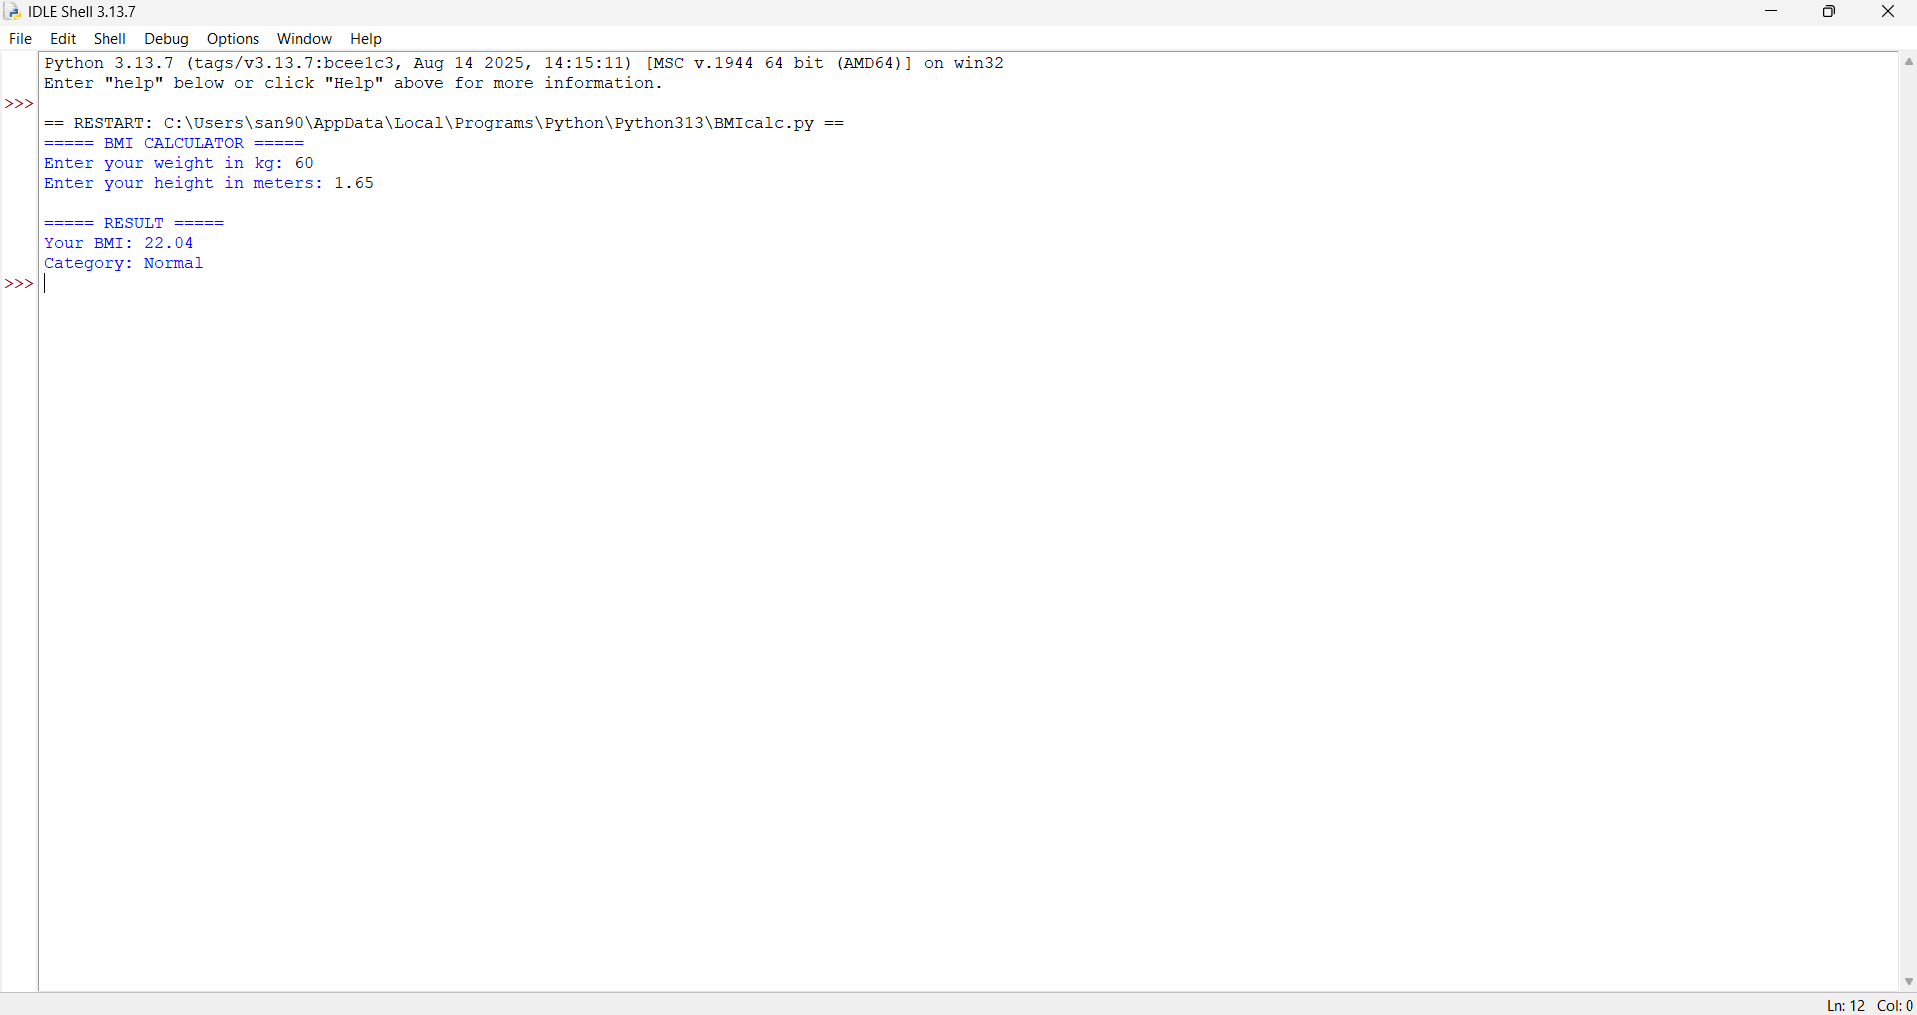 IDLE Shell 3.13.7
File Edit Shell Debug Options Window Help
Python 3.13.7 (tags/v3.13.7:bcee1c3, Aug 14 2025, 14:15:11) [MSC v.1944 64 bit (AMD64)] on win32
Enter "help" below or click "Help" above for more information.
>>>
== RESTART: C:\Users\san90\AppData\Local\Programs\Python\Python313\BMIcalc.py ==
===== BMI CALCULATOR =====
Enter your weight in kg: 60
Enter your height in meters: 1.65
===== RESULT =====
Your BMI: 22.04
Category: Normal
>>>
Ln: 12 Col: 0